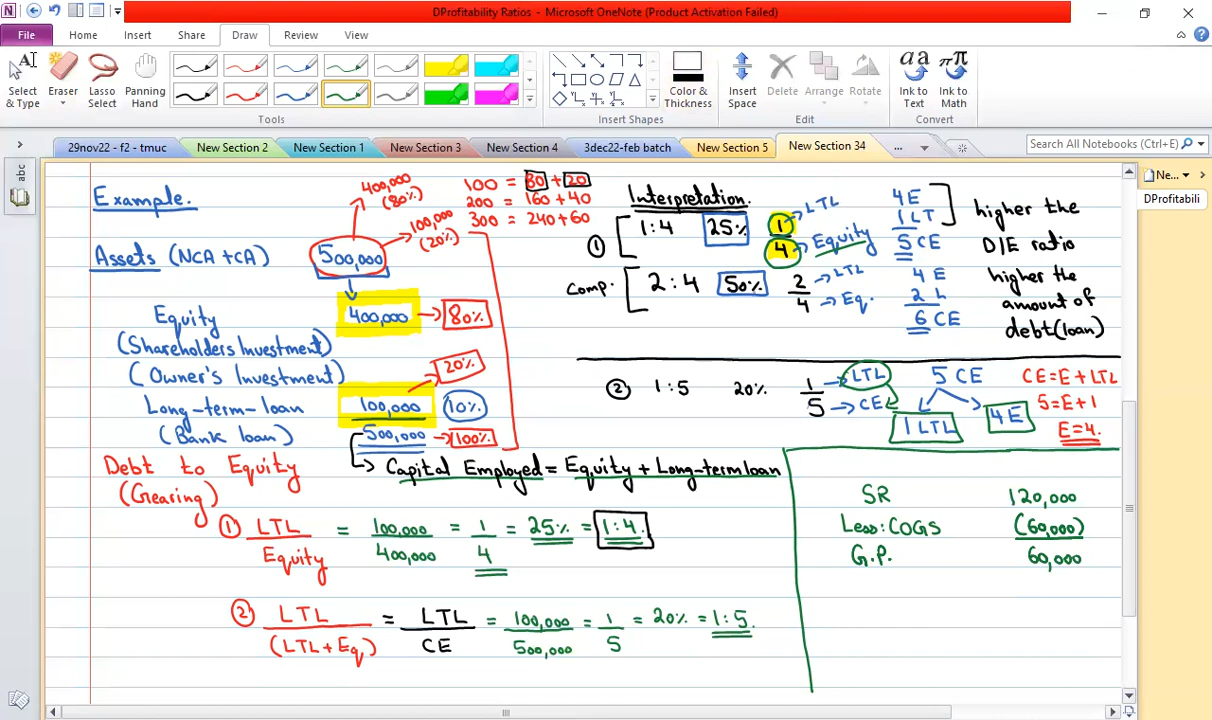 DProfitability Ratios - Microsoft OneNote (Product Activation Failed)
File Home Insert Share Draw Review View
Select & Type
Eraser
Lasso Select
Panning Hand
Color & Thickness
Insert Space
Delete
Arrange
Rotate
Ink to Text
Ink to Math
Tools
Insert Shapes
Edit
Convert
29nov22 - f2 - tmuc New Section 2 New Section 1 New Section 3 New Section 4 3dec22-feb batch New Section 5 New Section 34 ... Search All Notebooks (Ctrl+E)
abc
Ne...
DProfitabili
Example.
400,000
(80%)
100,000
(20%)
100 = 80 + 20
200 = 160 + 40
300 = 240 + 60
Assets (NCA + CA)
500,000
Equity
400,000 → 80%
(Shareholders Investment)
(Owner's Investment)
20%
Long-term-loan
100,000 10%
(Bank loan)
500,000 → 100%
Capital Employed = Equity + Long-term loan
Debt to Equity
(Gearing)
① LTL / Equity = 100,000 / 400,000 = 1 / 4 = 25% = 1:4.
② LTL / (LTL + Eq) = LTL / CE = 100,000 / 500,000 = 1 / 5 = 20% = 1:5.
Interpretation.
① 1:4 25% 1 → LTL
4 Equity
4 E
1 LT
5 CE
higher the
D/E ratio
Comp. 2:4 50% 2 → LTL
4 → Eq.
4 E
2 L
6 CE
higher the
amount of
debt (loan)
② 1:5 20% 1 → LTL
5 → CE
5 CE
1 LTL 4 E
CE = E + LTL
5 = E + 1
E = 4.
SR 120,000
Less: COGS (60,000)
G.P. 60,000